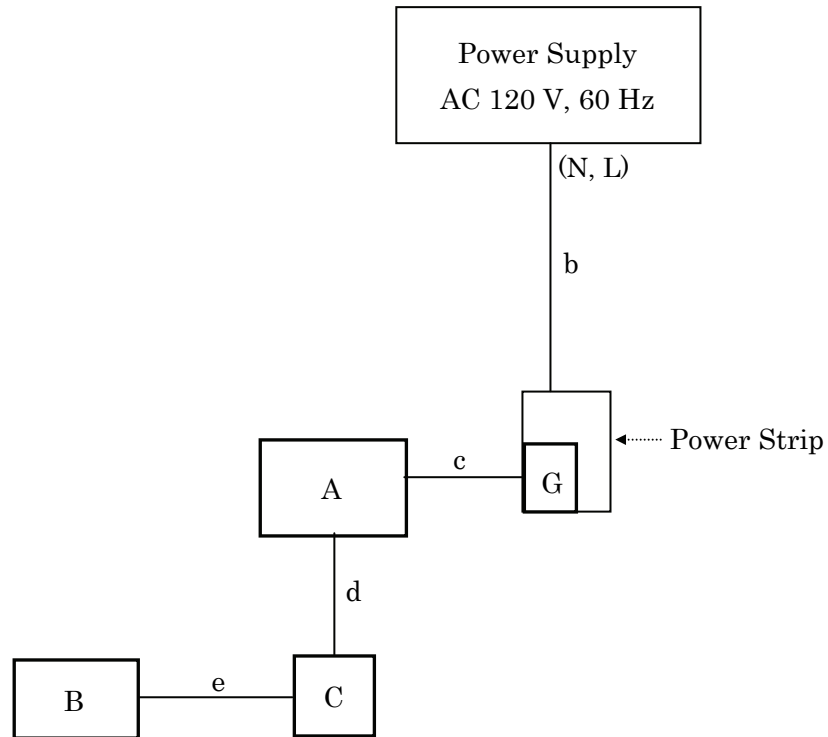 Power Supply
AC 120 V, 60 Hz
(N, L)
b
Power Strip
c
A
G
d
e
B
C